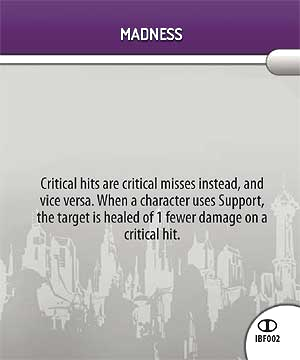 MADNESS
Critical hits are critical misses instead, and
vice versa. When a character uses Support,
the target is healed of 1 fewer damage on a
critical hit.
IBF002